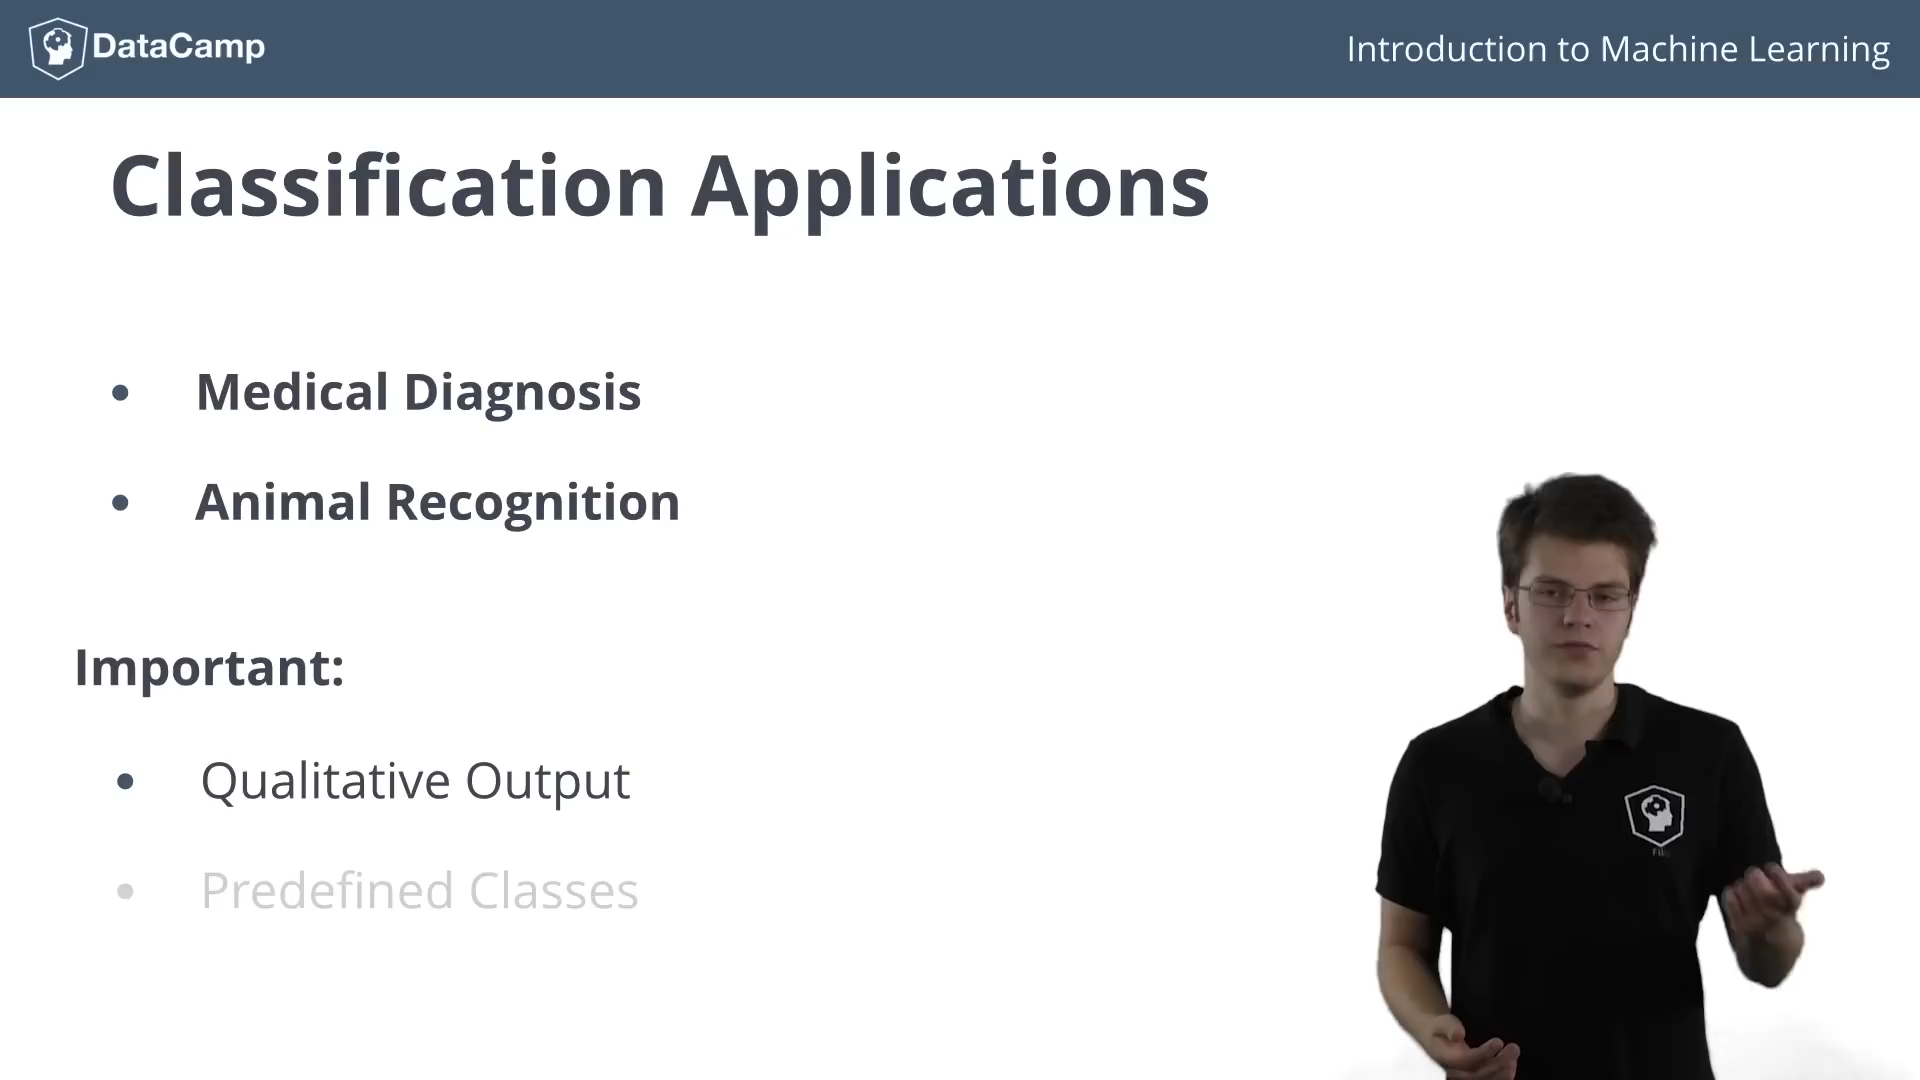 DataCamp
Introduction to Machine Learning
Classification Applications
• Medical Diagnosis
• Animal Recognition
Important:
• Qualitative Output
• Predefined Classes